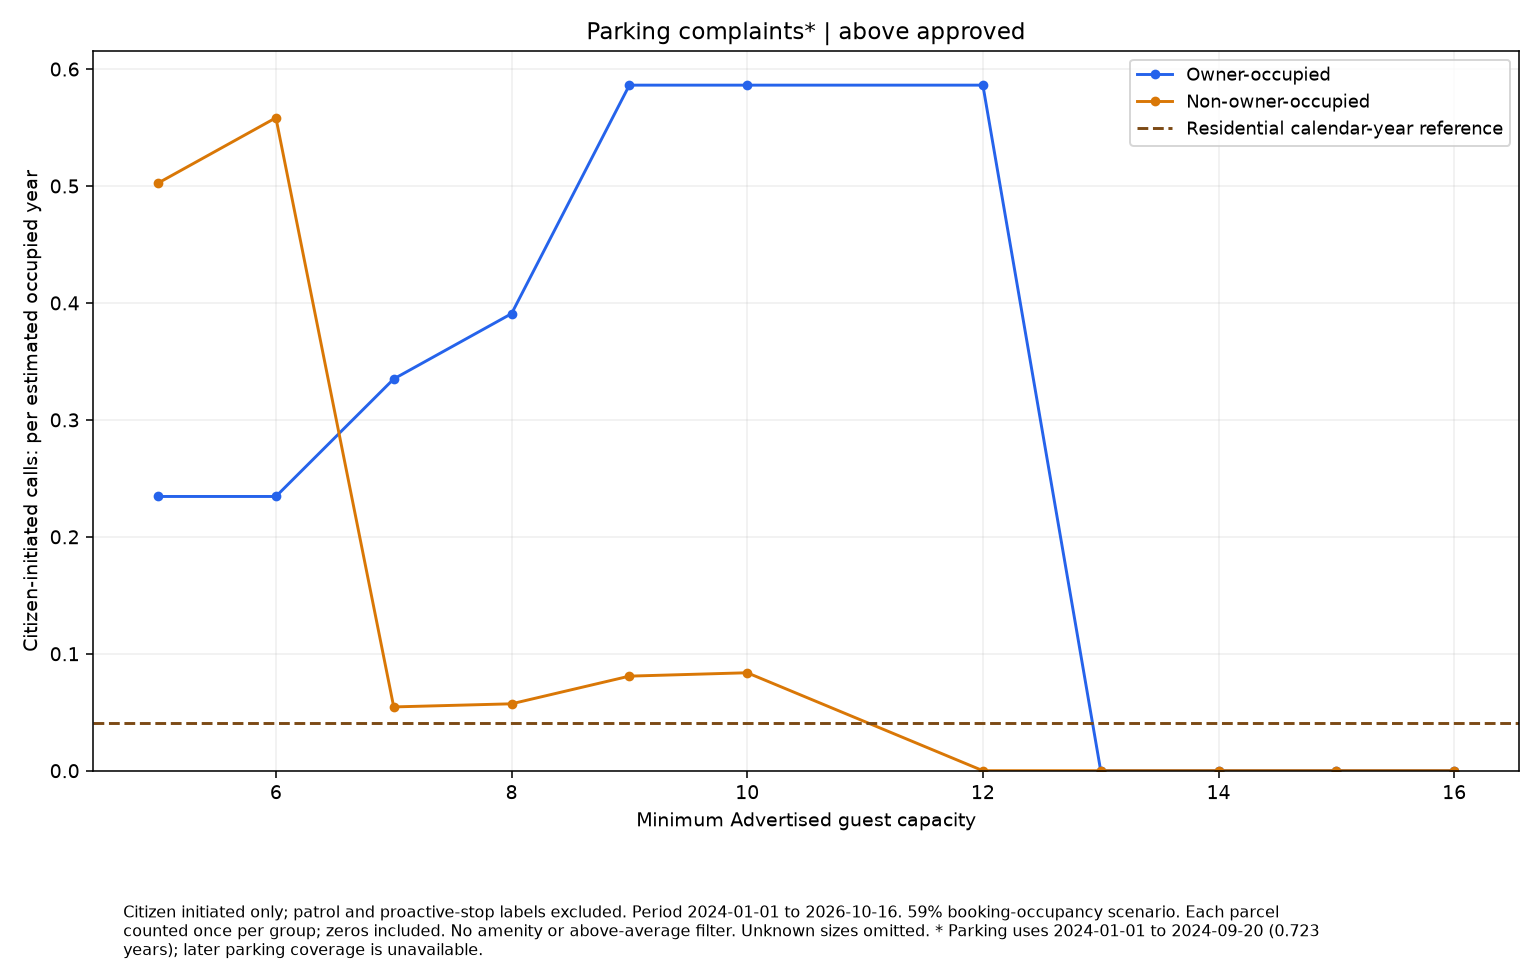 Parking complaints* | above approved
Owner-occupied
Non-owner-occupied
Residential calendar-year reference
Citizen-initiated calls: per estimated occupied year
0.6
0.5
0.4
0.3
0.2
0.1
0.0
6 8 10 12 14 16
Minimum Advertised guest capacity
Citizen initiated only; patrol and proactive-stop labels excluded. Period 2024-01-01 to 2026-10-16. 59% booking-occupancy scenario. Each parcel
counted once per group; zeros included. No amenity or above-average filter. Unknown sizes omitted. * Parking uses 2024-01-01 to 2024-09-20 (0.723
years); later parking coverage is unavailable.